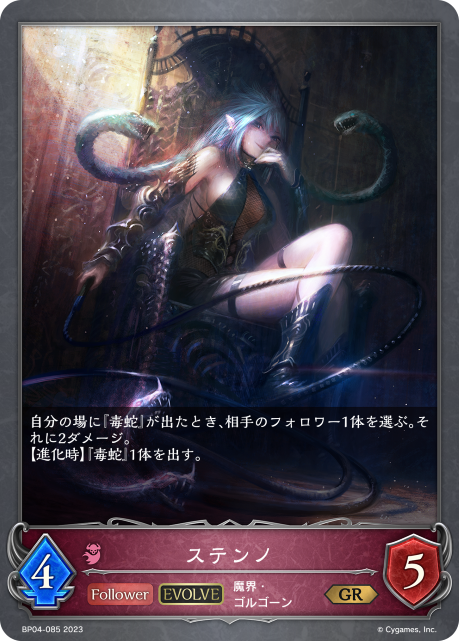 自分の場に『毒蛇』が出たとき、相手のフォロワー1体を選ぶ。そ
れに2ダメージ。
【進化時】『毒蛇』1体を出す。
ステンノ
4
Follower
EVOLVE
魔界・
ゴルゴーン
GR
5
BP04-085 2023
© Cygames, Inc.